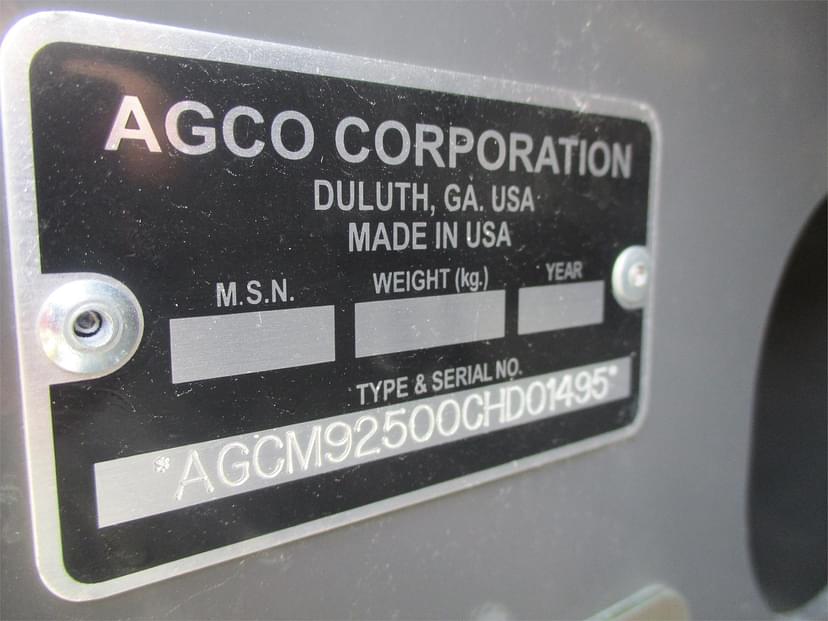 AGCO CORPORATION
DULUTH, GA. USA
MADE IN USA
M.S.N. WEIGHT (kg.) YEAR
TYPE & SERIAL NO.
*AGCM92500CHD01495*